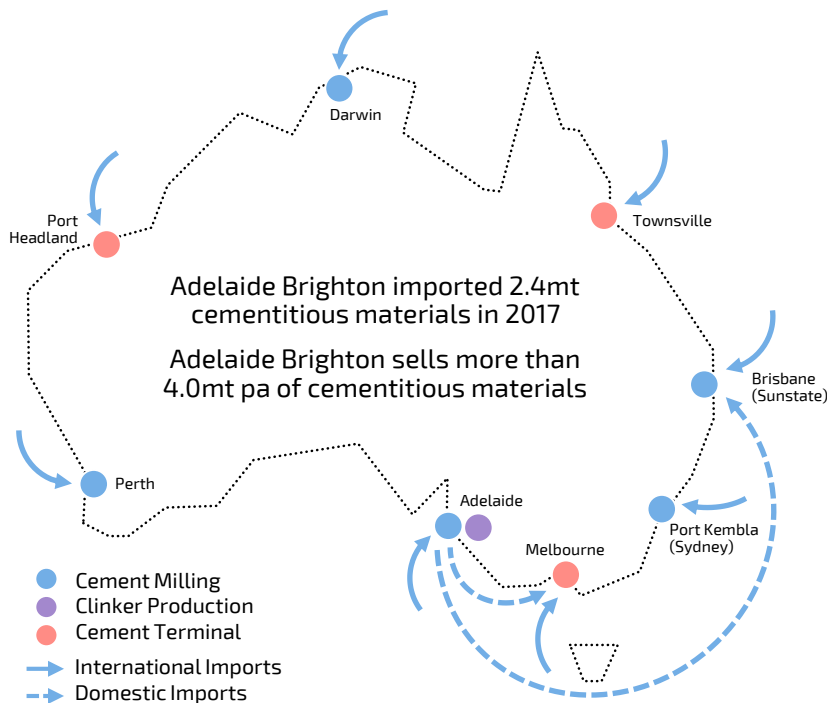 Darwin
Port
Headland
Townsville
Adelaide Brighton imported 2.4mt
cementitious materials in 2017
Adelaide Brighton sells more than
4.0mt pa of cementitious materials
Brisbane
(Sunstate)
Perth
Adelaide
Port Kembla
(Sydney)
Melbourne
Cement Milling
Clinker Production
Cement Terminal
International Imports
Domestic Imports